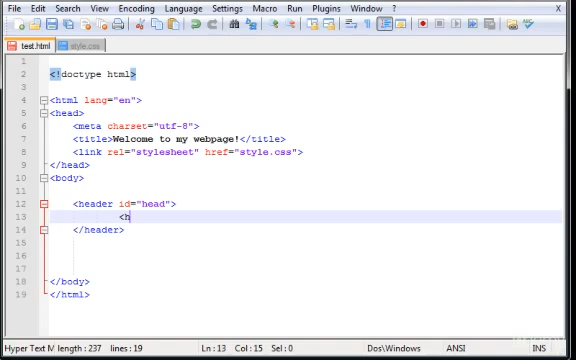 File Edit Search View Encoding Language Settings Macro Run Plugins Window ? X
test.html style.css
1
2 <!doctype html>
3
4 <html lang="en">
5 <head>
6 <meta charset="utf-8">
7 <title>Welcome to my webpage!</title>
8 <link rel="stylesheet" href="style.css">
9 </head>
10 <body>
11
12 <header id="head">
13 <h
14 </header>
15
16
17
18 </body>
19 </html>
Hyper Text M length : 237 lines : 19 Ln : 13 Col : 15 Sel : 0 Dos\Windows ANSI INS